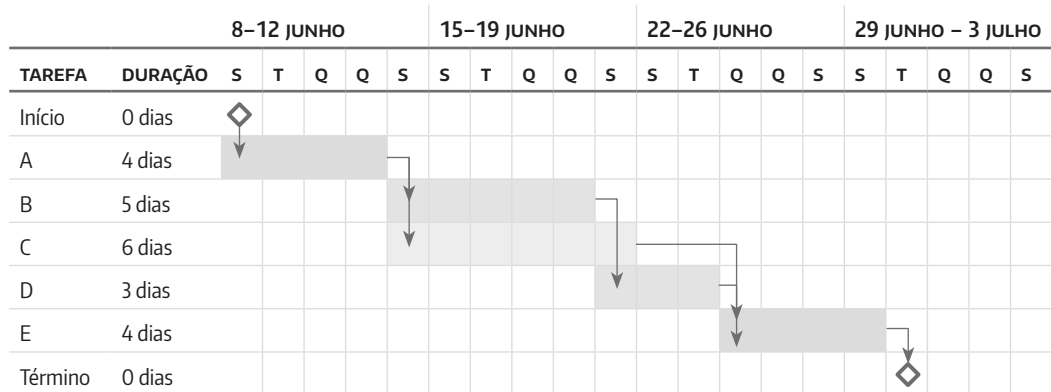 8–12 JUNHO 15–19 JUNHO 22–26 JUNHO 29 JUNHO – 3 JULHO
TAREFA DURAÇÃO S T Q Q S S T Q Q S S T Q Q S S T Q Q S
Início 0 dias
A 4 dias
B 5 dias
C 6 dias
D 3 dias
E 4 dias
Término 0 dias